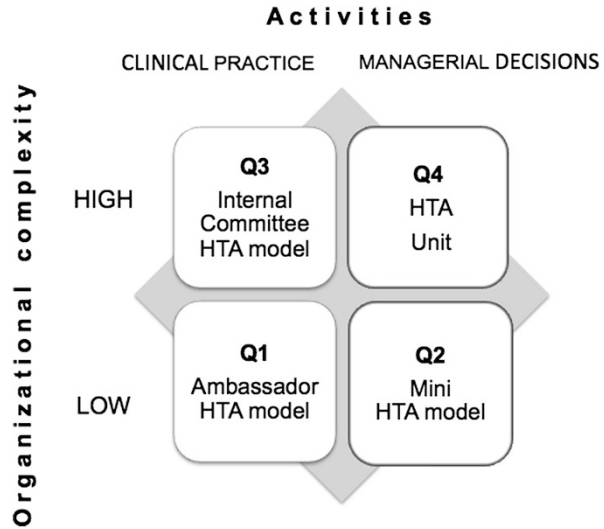 Activities
CLINICAL PRACTICE
MANAGERIAL DECISIONS
Organizational complexity
HIGH
Q3
Internal
Committee
HTA model
Q4
HTA
Unit
LOW
Q1
Ambassador
HTA model
Q2
Mini
HTA model